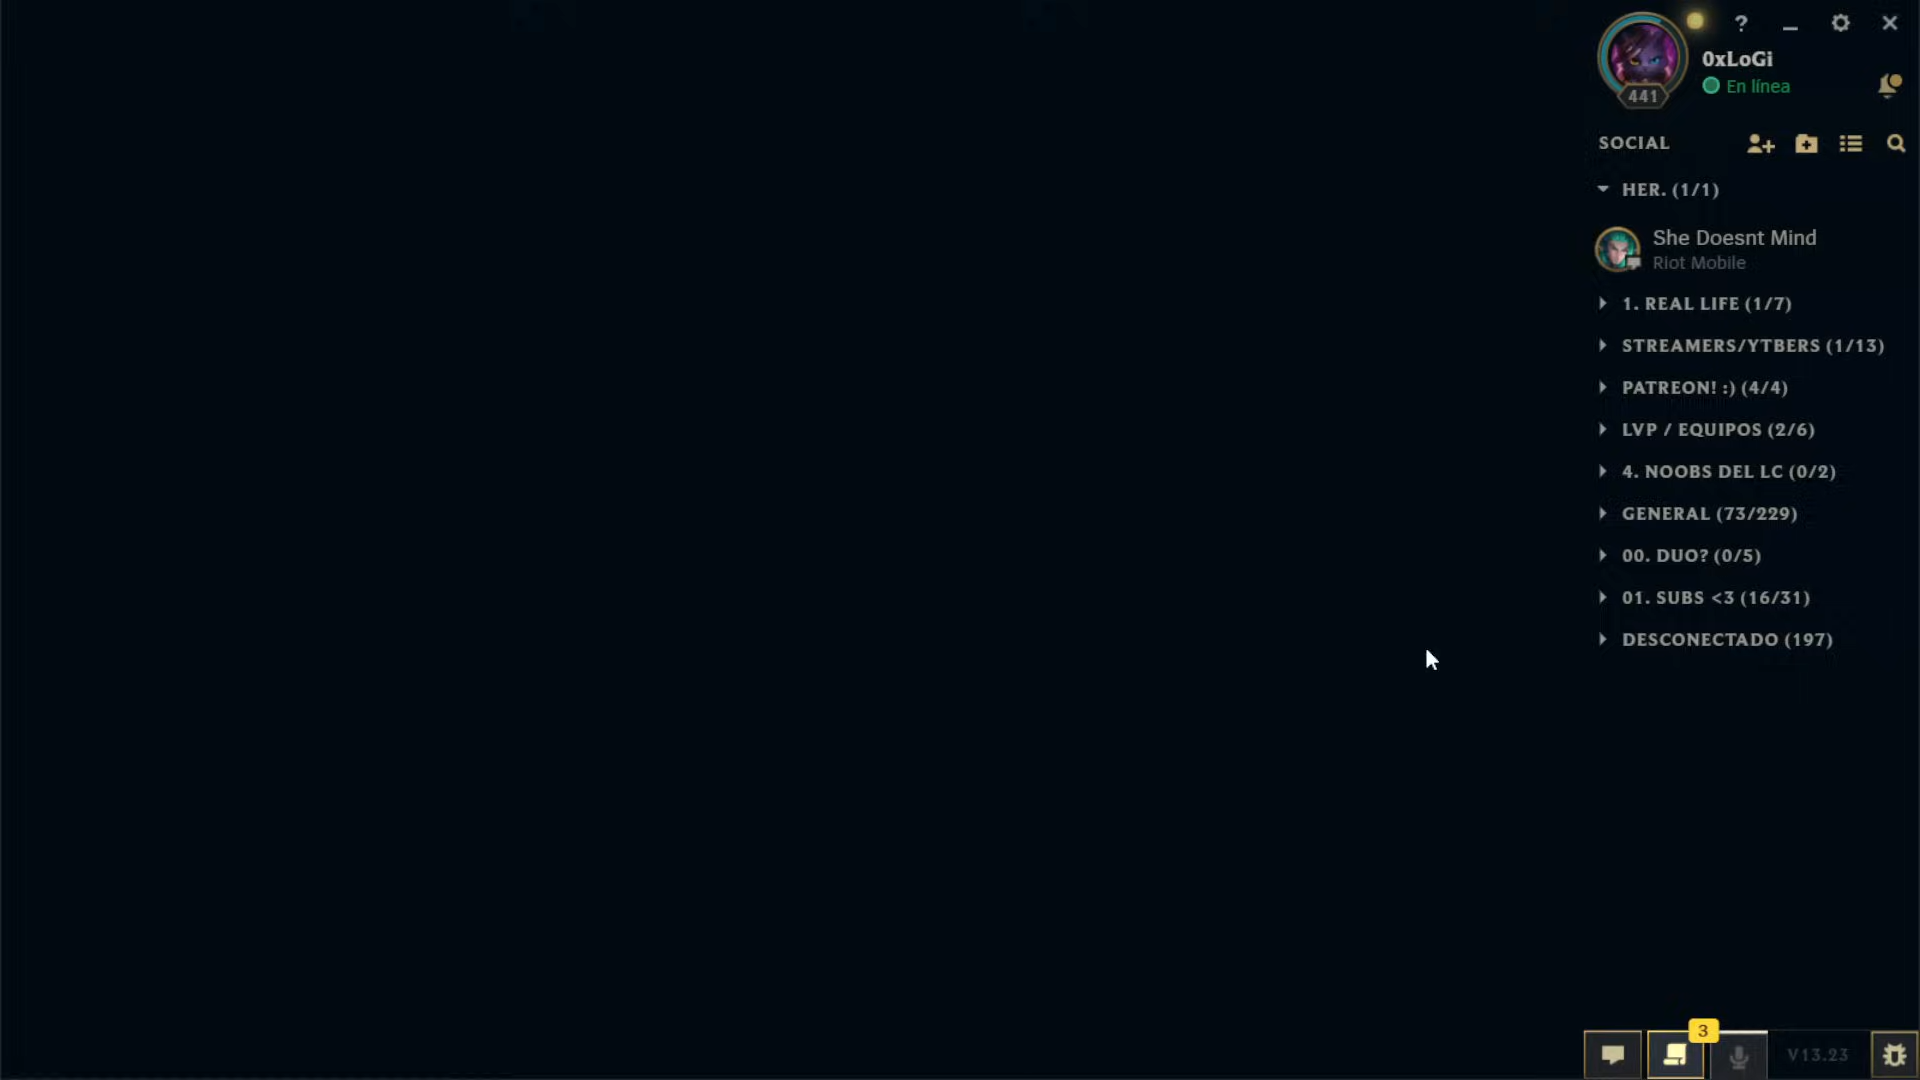 ?
0xLoGi
En línea
441
SOCIAL
HER. (1/1)
She Doesnt Mind
Riot Mobile
1. REAL LIFE (1/7)
STREAMERS/YTBERS (1/13)
PATREON! :) (4/4)
LVP / EQUIPOS (2/6)
4. NOOBS DEL LC (0/2)
GENERAL (73/229)
00. DUO? (0/5)
01. SUBS <3 (16/31)
DESCONECTADO (197)
3
V13.23